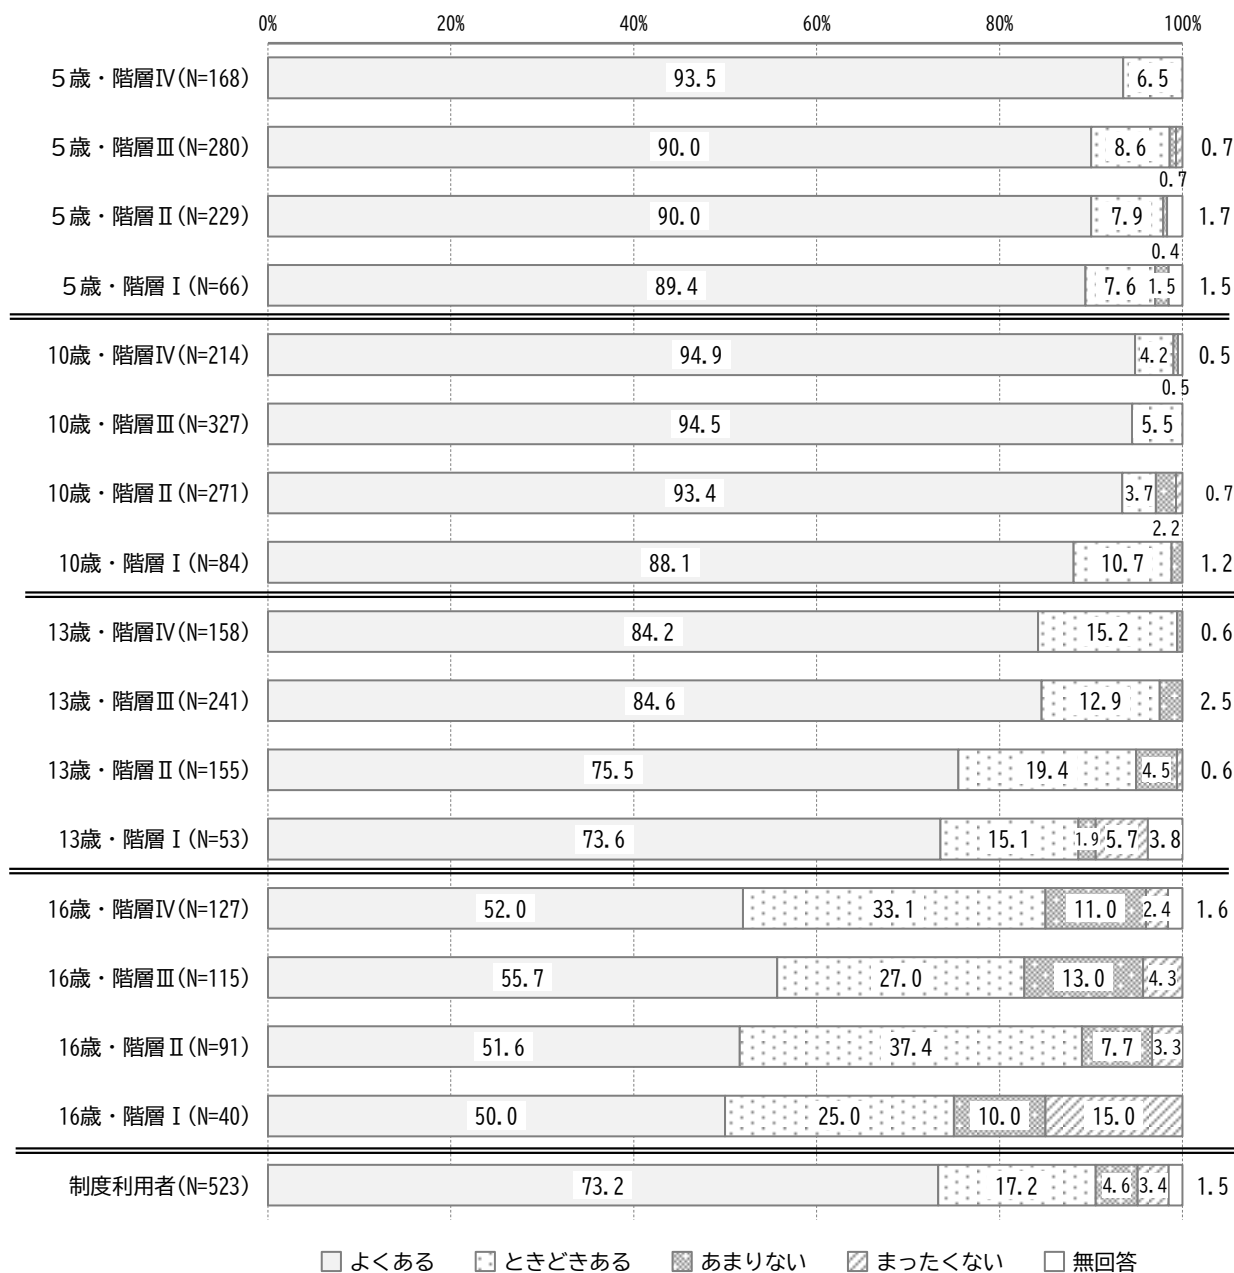 0% 20% 40% 60% 80% 100%
5歳・階層Ⅳ(N=168) 93.5 6.5
5歳・階層Ⅲ(N=280) 90.0 8.6 0.7
0.7
5歳・階層Ⅱ(N=229) 90.0 7.9 1.7
0.4
5歳・階層Ⅰ(N=66) 89.4 7.6 1.5 1.5
10歳・階層Ⅳ(N=214) 94.9 4.2 0.5
0.5
10歳・階層Ⅲ(N=327) 94.5 5.5
10歳・階層Ⅱ(N=271) 93.4 3.7 0.7
2.2
10歳・階層Ⅰ(N=84) 88.1 10.7 1.2
13歳・階層Ⅳ(N=158) 84.2 15.2 0.6
13歳・階層Ⅲ(N=241) 84.6 12.9 2.5
13歳・階層Ⅱ(N=155) 75.5 19.4 4.5 0.6
13歳・階層Ⅰ(N=53) 73.6 15.1 1.9 5.7 3.8
16歳・階層Ⅳ(N=127) 52.0 33.1 11.0 2.4 1.6
16歳・階層Ⅲ(N=115) 55.7 27.0 13.0 4.3
16歳・階層Ⅱ(N=91) 51.6 37.4 7.7 3.3
16歳・階層Ⅰ(N=40) 50.0 25.0 10.0 15.0
制度利用者(N=523) 73.2 17.2 4.6 3.4 1.5
よくある ときどきある あまりない まったくない 無回答